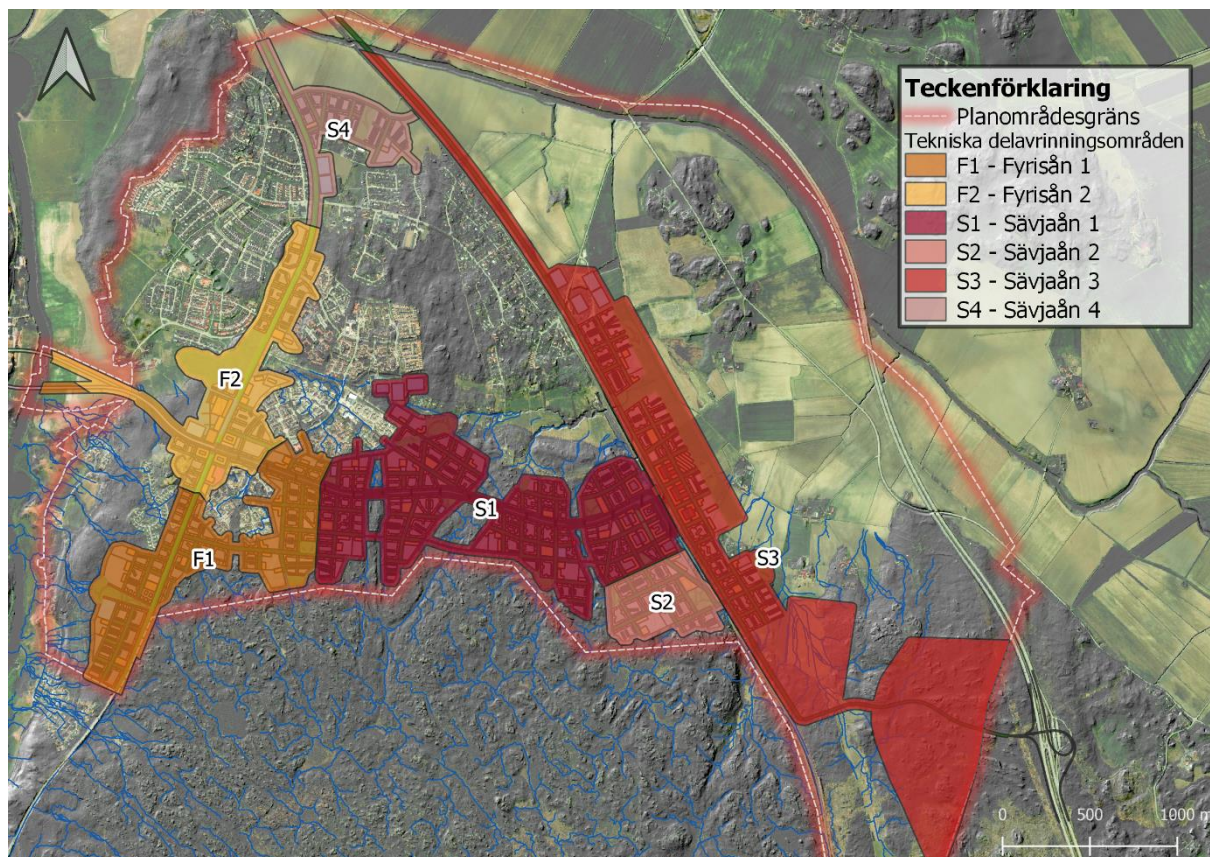 Teckenförklaring
Planområdesgräns
Tekniska delavrinningsområden
F1 - Fyrisån 1
F2 - Fyrisån 2
S1 - Sävjaån 1
S2 - Sävjaån 2
S3 - Sävjaån 3
S4 - Sävjaån 4
S4
F2
S1
F1
S3
S2
0 500 1000 m